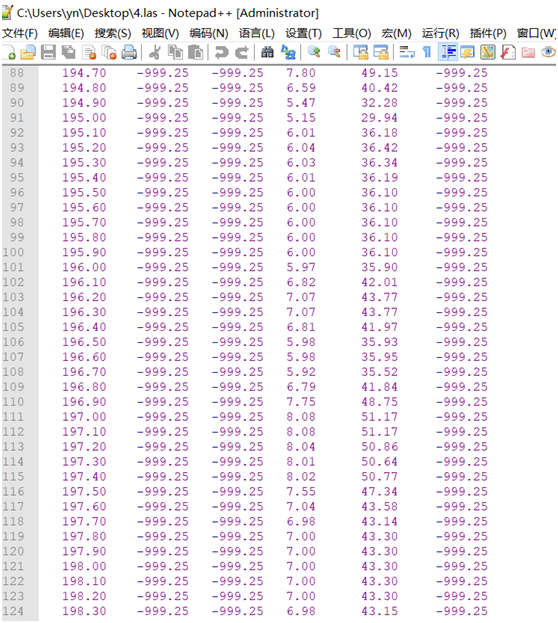 C:\Users\yn\Desktop\4.las - Notepad++ [Administrator]
文件(F) 编辑(E) 搜索(S) 视图(V) 编码(N) 语言(L) 设置(T) 工具(O) 宏(M) 运行(R) 插件(P) 窗口(W
88 194.70 -999.25 -999.25 7.80 49.15 -999.25
89 194.80 -999.25 -999.25 6.59 40.42 -999.25
90 194.90 -999.25 -999.25 5.47 32.28 -999.25
91 195.00 -999.25 -999.25 5.15 29.94 -999.25
92 195.10 -999.25 -999.25 6.01 36.18 -999.25
93 195.20 -999.25 -999.25 6.04 36.42 -999.25
94 195.30 -999.25 -999.25 6.03 36.34 -999.25
95 195.40 -999.25 -999.25 6.01 36.19 -999.25
96 195.50 -999.25 -999.25 6.00 36.10 -999.25
97 195.60 -999.25 -999.25 6.00 36.10 -999.25
98 195.70 -999.25 -999.25 6.00 36.10 -999.25
99 195.80 -999.25 -999.25 6.00 36.10 -999.25
100 195.90 -999.25 -999.25 6.00 36.10 -999.25
101 196.00 -999.25 -999.25 5.97 35.90 -999.25
102 196.10 -999.25 -999.25 6.82 42.01 -999.25
103 196.20 -999.25 -999.25 7.07 43.77 -999.25
104 196.30 -999.25 -999.25 7.07 43.77 -999.25
105 196.40 -999.25 -999.25 6.81 41.97 -999.25
106 196.50 -999.25 -999.25 5.98 35.93 -999.25
107 196.60 -999.25 -999.25 5.98 35.95 -999.25
108 196.70 -999.25 -999.25 5.92 35.52 -999.25
109 196.80 -999.25 -999.25 6.79 41.84 -999.25
110 196.90 -999.25 -999.25 7.75 48.75 -999.25
111 197.00 -999.25 -999.25 8.08 51.17 -999.25
112 197.10 -999.25 -999.25 8.08 51.17 -999.25
113 197.20 -999.25 -999.25 8.04 50.86 -999.25
114 197.30 -999.25 -999.25 8.01 50.64 -999.25
115 197.40 -999.25 -999.25 8.02 50.77 -999.25
116 197.50 -999.25 -999.25 7.55 47.34 -999.25
117 197.60 -999.25 -999.25 7.04 43.58 -999.25
118 197.70 -999.25 -999.25 6.98 43.14 -999.25
119 197.80 -999.25 -999.25 7.00 43.30 -999.25
120 197.90 -999.25 -999.25 7.00 43.30 -999.25
121 198.00 -999.25 -999.25 7.00 43.30 -999.25
122 198.10 -999.25 -999.25 7.00 43.30 -999.25
123 198.20 -999.25 -999.25 7.00 43.30 -999.25
124 198.30 -999.25 -999.25 6.98 43.15 -999.25